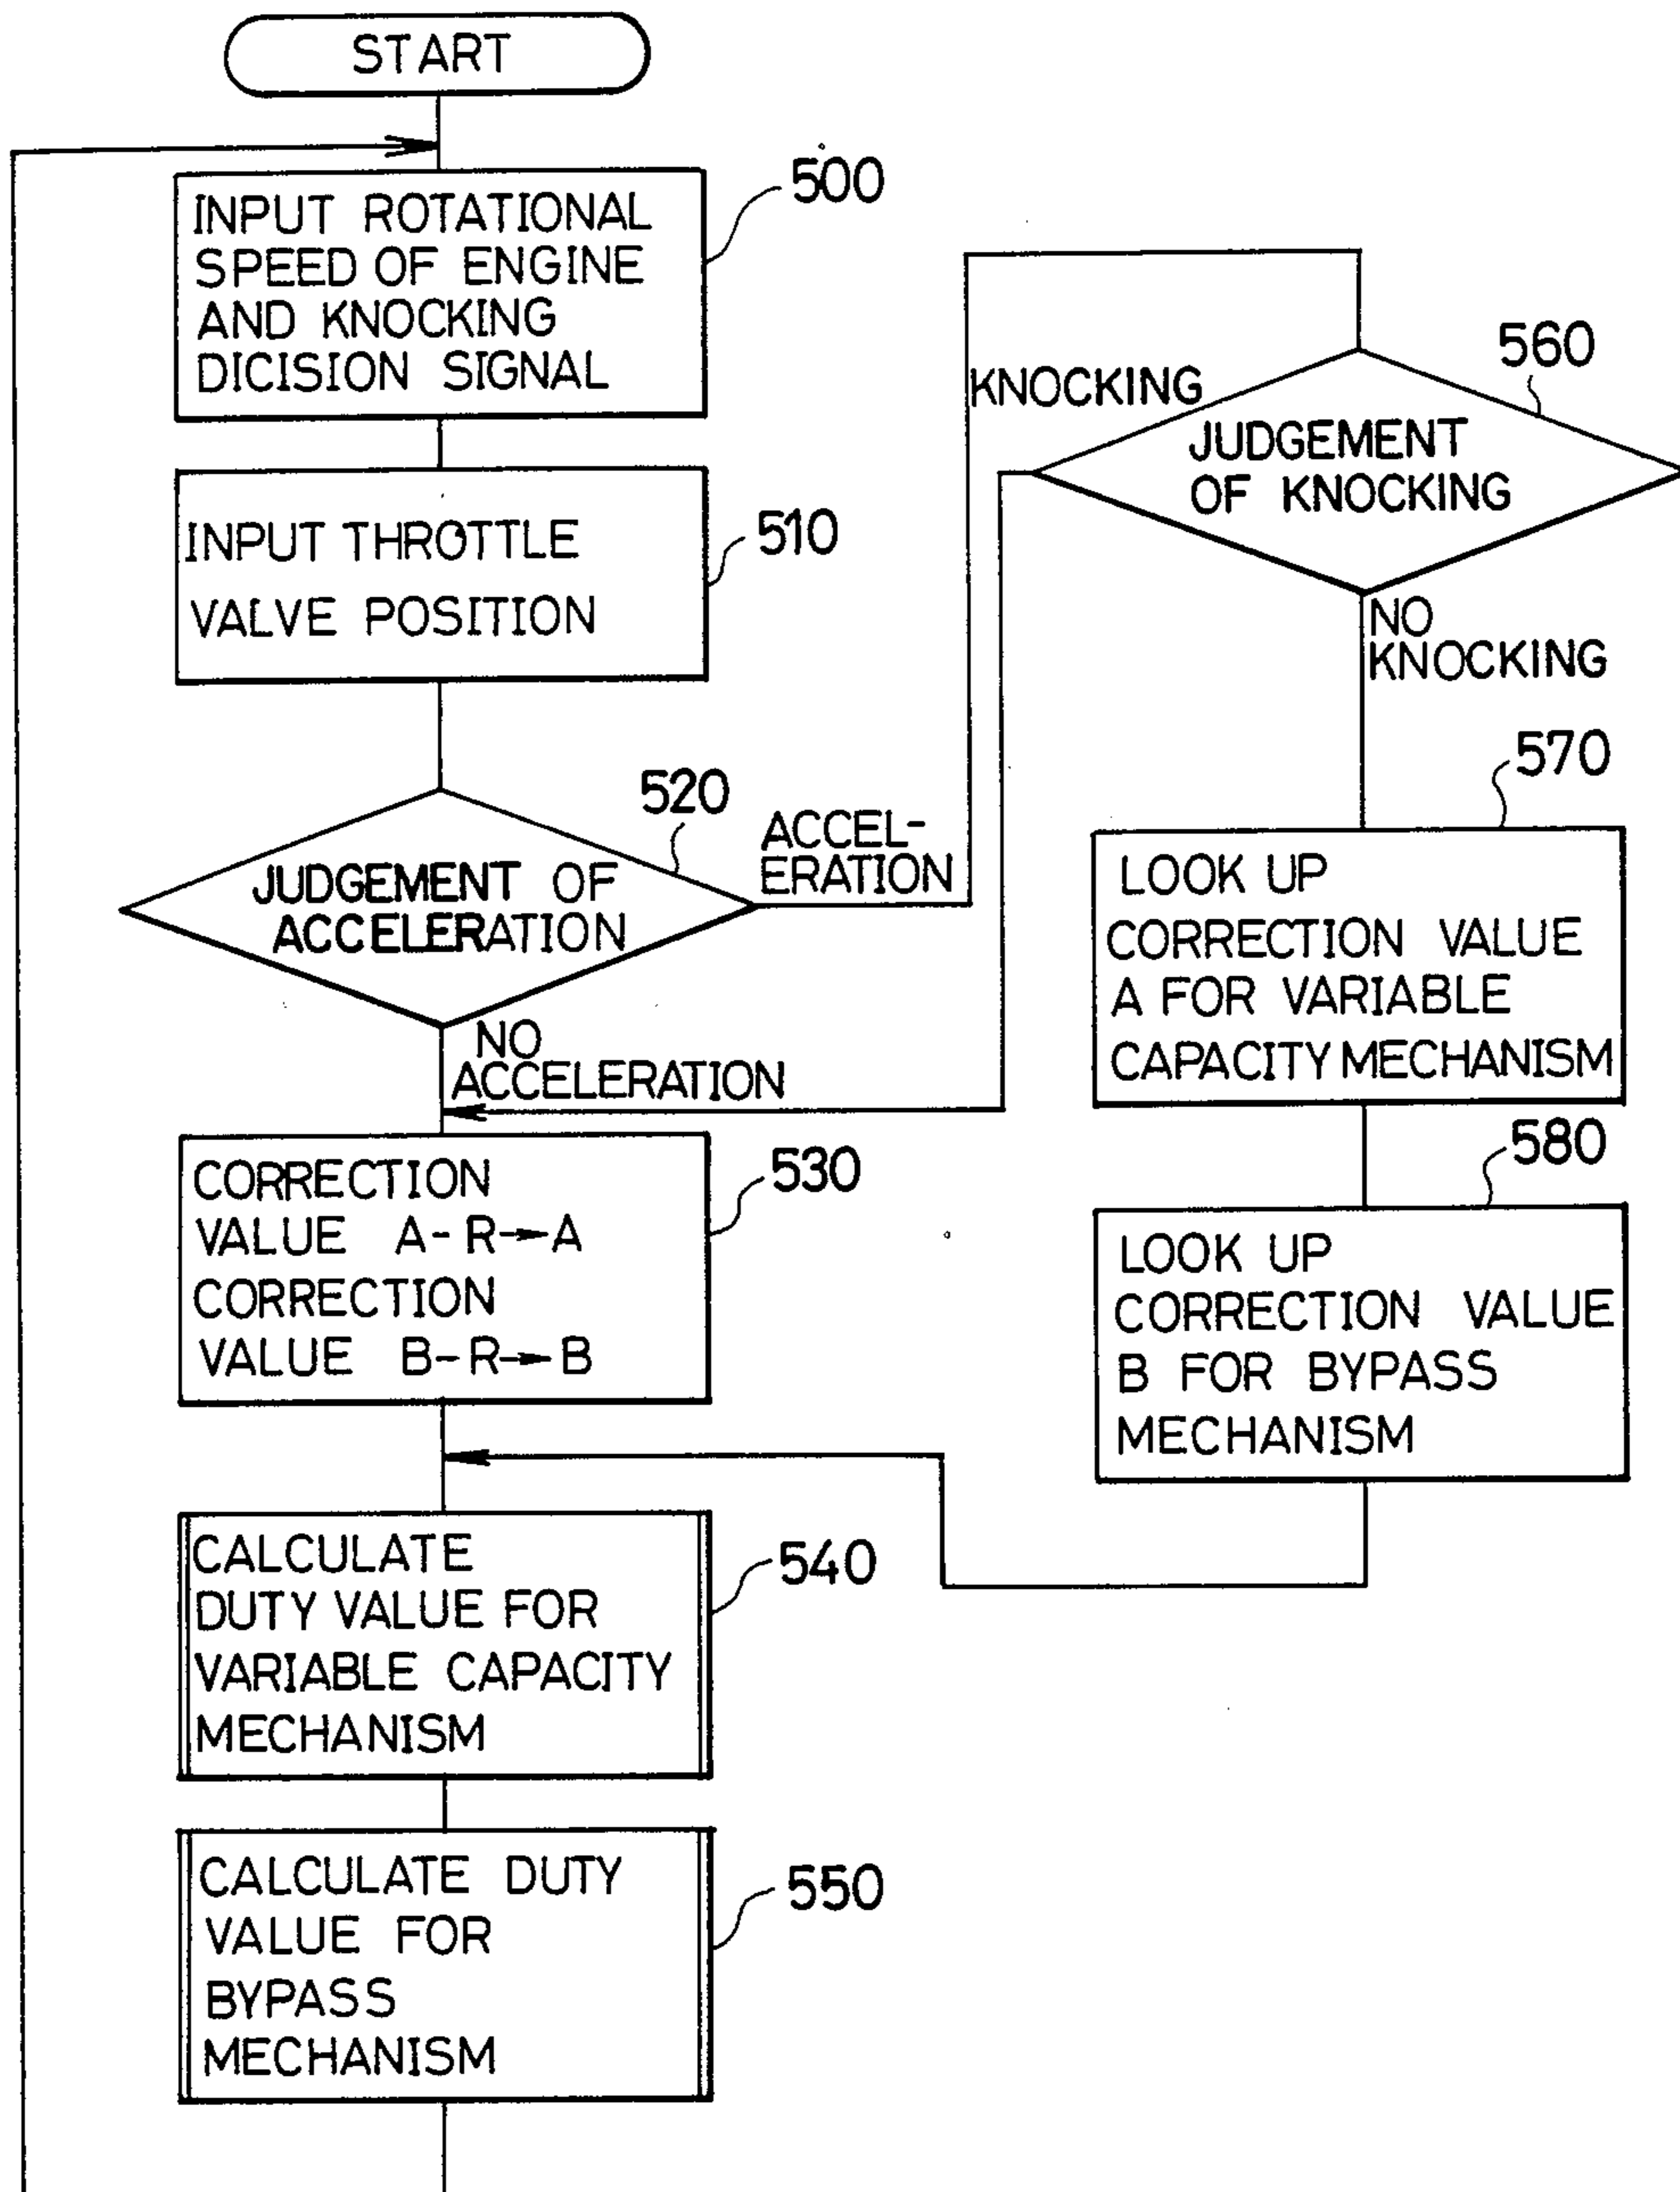 START
INPUT ROTATIONAL
SPEED OF ENGINE
AND KNOCKING
DICISION SIGNAL
500
INPUT THROTTLE
VALVE POSITION
510
520
JUDGEMENT OF
ACCELERATION
ACCEL-
ERATION
NO
ACCELERATION
CORRECTION
VALUE A-R→A
CORRECTION
VALUE B-R→B
530
CALCULATE
DUTY VALUE FOR
VARIABLE CAPACITY
MECHANISM
540
CALCULATE DUTY
VALUE FOR
BYPASS
MECHANISM
550
KNOCKING
560
JUDGEMENT
OF KNOCKING
NO
KNOCKING
570
LOOK UP
CORRECTION VALUE
A FOR VARIABLE
CAPACITY MECHANISM
580
LOOK UP
CORRECTION VALUE
B FOR BYPASS
MECHANISM